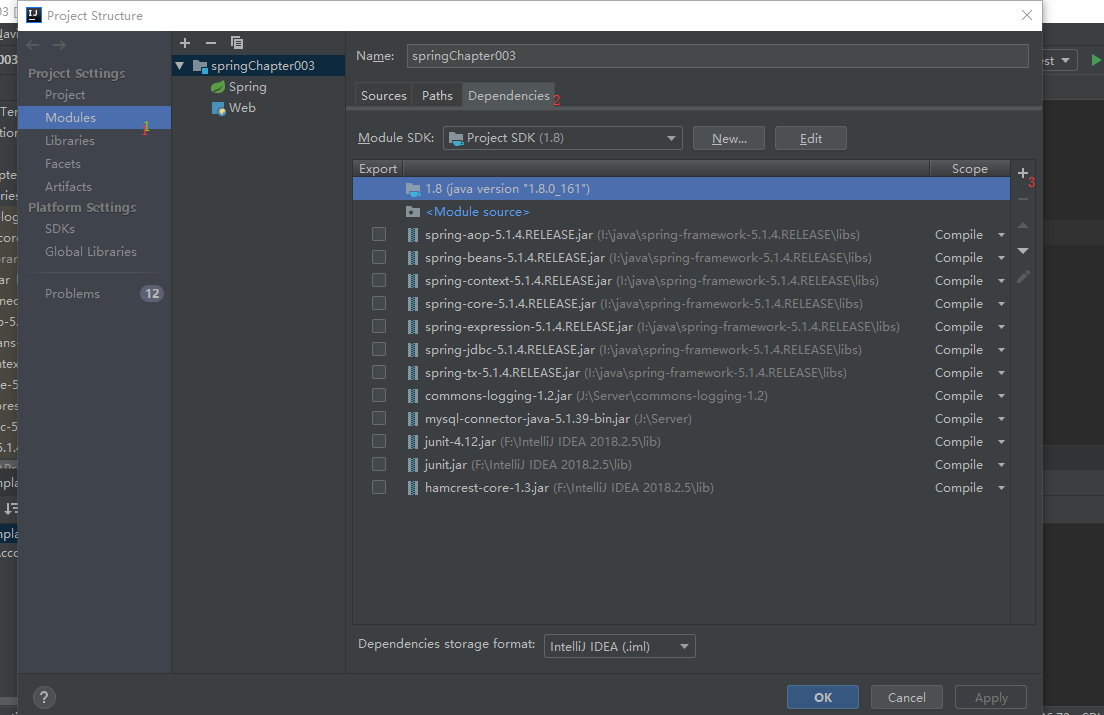 Project Structure
Project Settings
Project
Modules
1
Libraries
Facets
Artifacts
Platform Settings
SDKs
Global Libraries
Problems
12
springChapter003
Spring
Web
Name:
springChapter003
Sources
Paths
Dependencies
2
Module SDK:
Project SDK (1.8)
New...
Edit
Export
Scope
3
1.8 (java version "1.8.0_161")
<Module source>
spring-aop-5.1.4.RELEASE.jar (I:\java\spring-framework-5.1.4.RELEASE\libs) Compile
spring-beans-5.1.4.RELEASE.jar (I:\java\spring-framework-5.1.4.RELEASE\libs) Compile
spring-context-5.1.4.RELEASE.jar (I:\java\spring-framework-5.1.4.RELEASE\libs) Compile
spring-core-5.1.4.RELEASE.jar (I:\java\spring-framework-5.1.4.RELEASE\libs) Compile
spring-expression-5.1.4.RELEASE.jar (I:\java\spring-framework-5.1.4.RELEASE\libs) Compile
spring-jdbc-5.1.4.RELEASE.jar (I:\java\spring-framework-5.1.4.RELEASE\libs) Compile
spring-tx-5.1.4.RELEASE.jar (I:\java\spring-framework-5.1.4.RELEASE\libs) Compile
commons-logging-1.2.jar (J:\Server\commons-logging-1.2) Compile
mysql-connector-java-5.1.39-bin.jar (J:\Server) Compile
junit-4.12.jar (F:\IntelliJ IDEA 2018.2.5\lib) Compile
junit.jar (F:\IntelliJ IDEA 2018.2.5\lib) Compile
hamcrest-core-1.3.jar (F:\IntelliJ IDEA 2018.2.5\lib) Compile
Dependencies storage format:
IntelliJ IDEA (.iml)
?
OK
Cancel
Apply